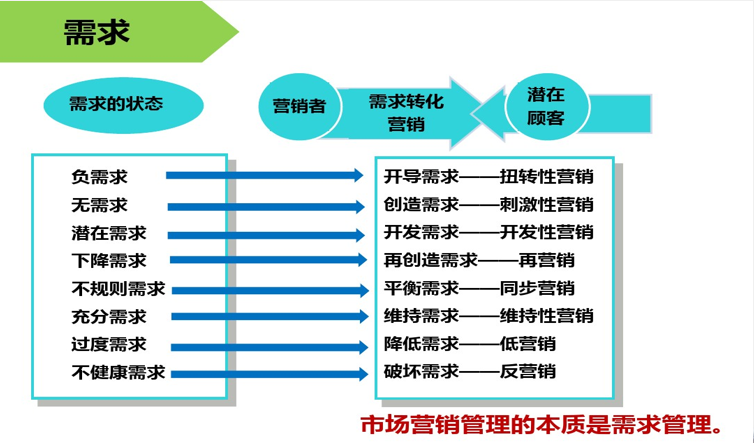 需求
需求的状态
营销者
需求转化
营销
潜在
顾客
负需求
开导需求——扭转性营销
无需求
创造需求——刺激性营销
潜在需求
开发需求——开发性营销
下降需求
再创造需求——再营销
不规则需求
平衡需求——同步营销
充分需求
维持需求——维持性营销
过度需求
降低需求——低营销
不健康需求
破坏需求——反营销
市场营销管理的本质是需求管理。